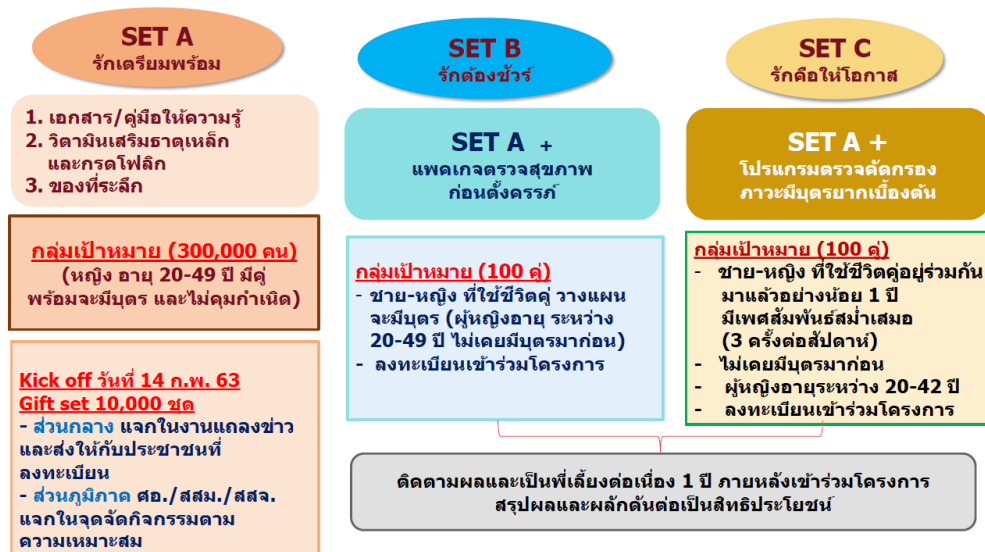 SET A
รักเตรียมพร้อม
1. เอกสาร/คู่มือให้ความรู้
2. วิตามินเสริมธาตุเหล็ก
และกรดโฟลิก
3. ของที่ระลึก
กลุ่มเป้าหมาย (300,000 คน)
(หญิง อายุ 20-49 ปี มีคู่
พร้อมจะมีบุตร และไม่คุมกำเนิด)
Kick off วันที่ 14 ก.พ. 63
Gift set 10,000 ชุด
- ส่วนกลาง แจกในงานแถลงข่าว
และส่งให้กับประชาชนที่
ลงทะเบียน
- ส่วนภูมิภาค ศอ./สสม./สสจ.
แจกในจุดจัดกิจกรรมตาม
ความเหมาะสม
SET B
รักต้องชัวร์
SET A +
แพคเกจตรวจสุขภาพ
ก่อนตั้งครรภ์
กลุ่มเป้าหมาย (100 คู่)
- ชาย-หญิง ที่ใช้ชีวิตคู่ วางแผน
จะมีบุตร (ผู้หญิงอายุ ระหว่าง
20-49 ปี ไม่เคยมีบุตรมาก่อน)
- ลงทะเบียนเข้าร่วมโครงการ
SET C
รักคือให้โอกาส
SET A +
โปรแกรมตรวจคัดกรอง
ภาวะมีบุตรยากเบื้องต้น
กลุ่มเป้าหมาย (100 คู่)
- ชาย-หญิง ที่ใช้ชีวิตคู่อยู่ร่วมกัน
มาแล้วอย่างน้อย 1 ปี
มีเพศสัมพันธ์สม่ำเสมอ
(3 ครั้งต่อสัปดาห์)
- ไม่เคยมีบุตรมาก่อน
- ผู้หญิงอายุระหว่าง 20-42 ปี
- ลงทะเบียนเข้าร่วมโครงการ
ติดตามผลและเป็นพี่เลี้ยงต่อเนื่อง 1 ปี ภายหลังเข้าร่วมโครงการ
สรุปผลและผลักดันต่อเป็นสิทธิประโยชน์